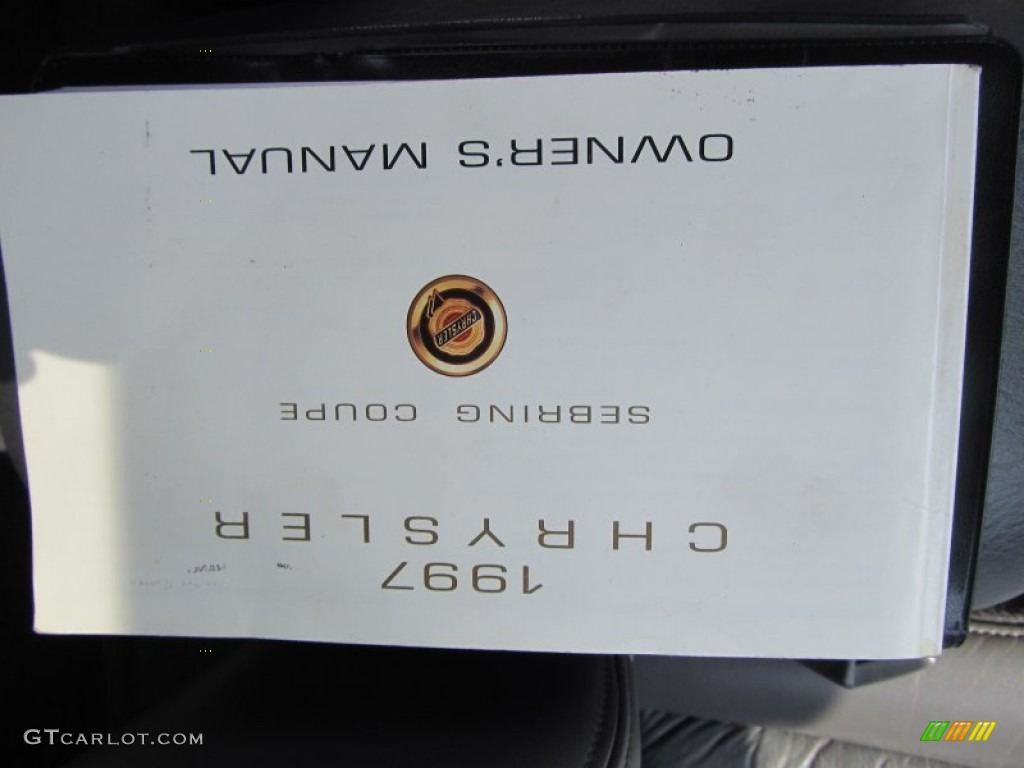 1997
CHRYSLER
SEBRING COUPE
CHRYSLER
OWNER'S MANUAL
GTCARLOT.COM